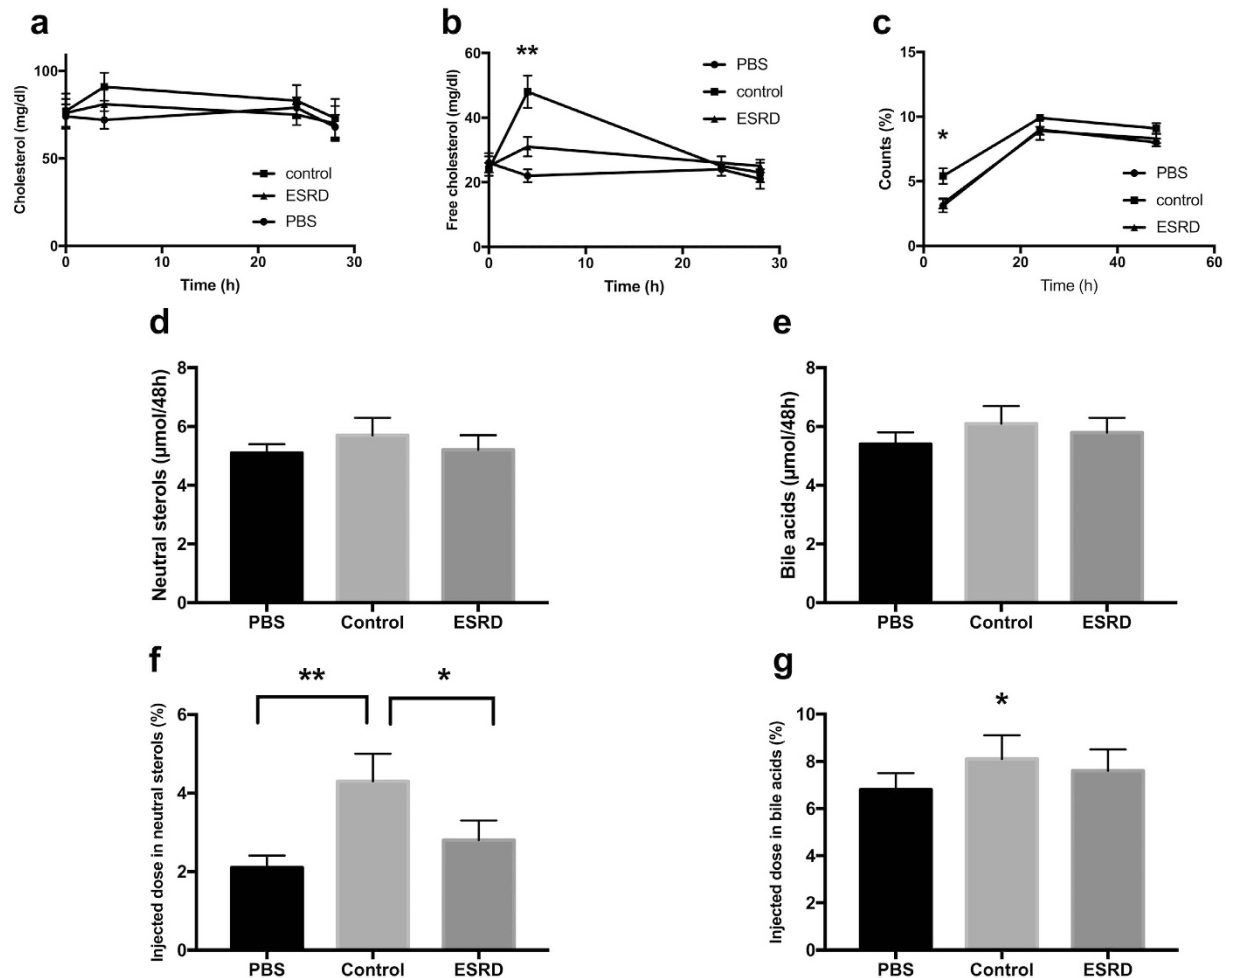 a
Cholesterol (mg/dl)
100
50
0
0 10 20 30
Time (h)
control
ESRD
PBS
b
**
Free cholesterol (mg/dl)
60
40
20
0
0 10 20 30
Time (h)
PBS
control
ESRD
c
*
Counts (%)
15
10
5
0
0 20 40 60
Time (h)
PBS
control
ESRD
d
Neutral sterols (µmol/48h)
8
6
4
2
0
PBS Control ESRD
e
Bile acids (µmol/48h)
8
6
4
2
0
PBS Control ESRD
f
** *
Injected dose in neutral sterols (%)
6
4
2
0
PBS Control ESRD
g
*
Injected dose in bile acids (%)
10
8
6
4
2
0
PBS Control ESRD